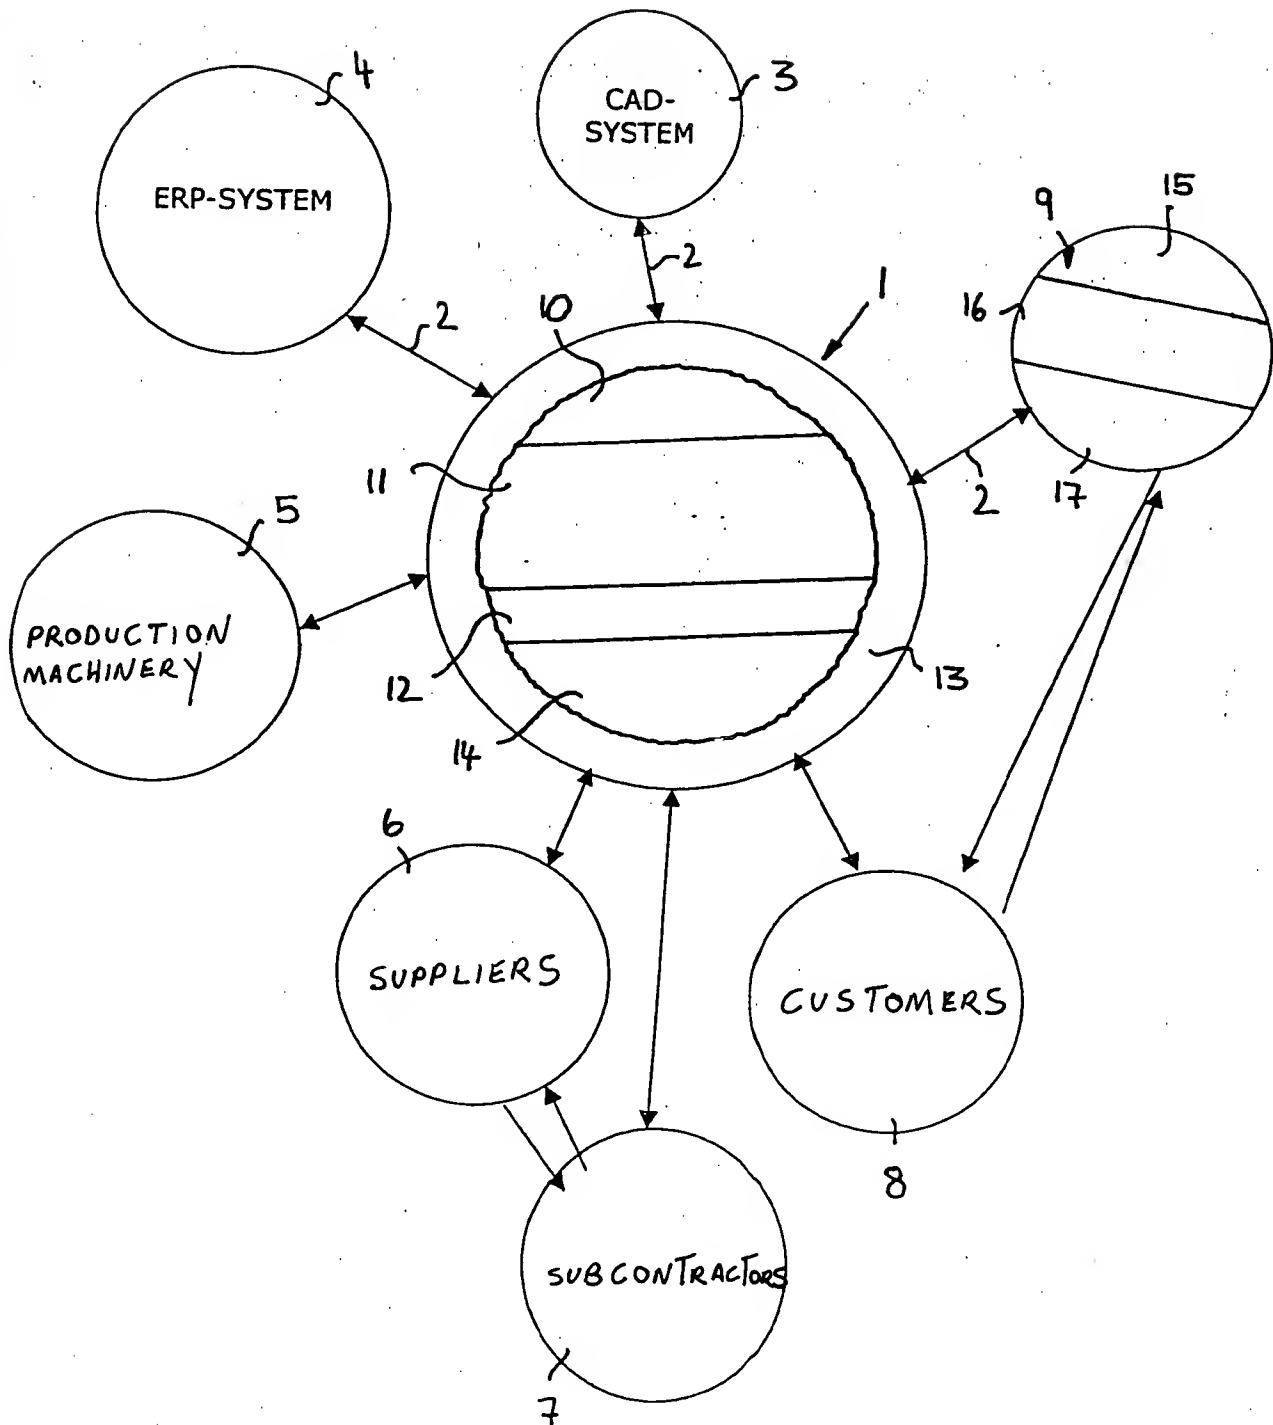 4
3
CAD-
SYSTEM
ERP-SYSTEM
15
9
2
1
16
10
2
11
2
17
5
PRODUCTION
MACHINERY
12
13
14
6
SUPPLIERS
CUSTOMERS
8
SUBCONTRACTORS
7